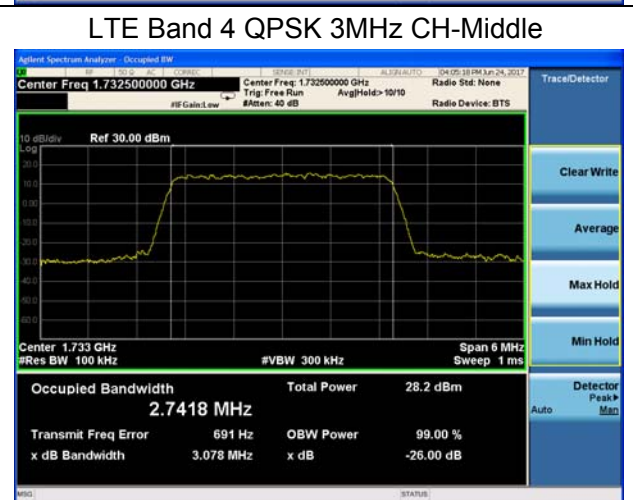 LTE Band 4 QPSK 3MHz CH-Middle
Agilent Spectrum Analyzer - Occupied BW
RF 50 Ω AC CORREC SENSE:INT ALIGN AUTO 04:05:18 PM Jun 24, 2017
Center Freq 1.732500000 GHz Center Freq: 1.732500000 GHz Radio Std: None Trace/Detector
Trig: Free Run Avg|Hold:>10/10
#IFGain:Low #Atten: 40 dB Radio Device: BTS
10 dB/div Ref 30.00 dBm
Log
20.0
10.0
0.00
-10.0
-20.0
-30.0
-40.0
-50.0
-60.0
Clear Write
Average
Max Hold
Min Hold
Center 1.733 GHz Span 6 MHz
#Res BW 100 kHz #VBW 300 kHz Sweep 1 ms
Occupied Bandwidth Total Power 28.2 dBm
2.7418 MHz
Transmit Freq Error 691 Hz OBW Power 99.00 %
x dB Bandwidth 3.078 MHz x dB -26.00 dB
Detector
Peak▶
Auto Man
MSG STATUS